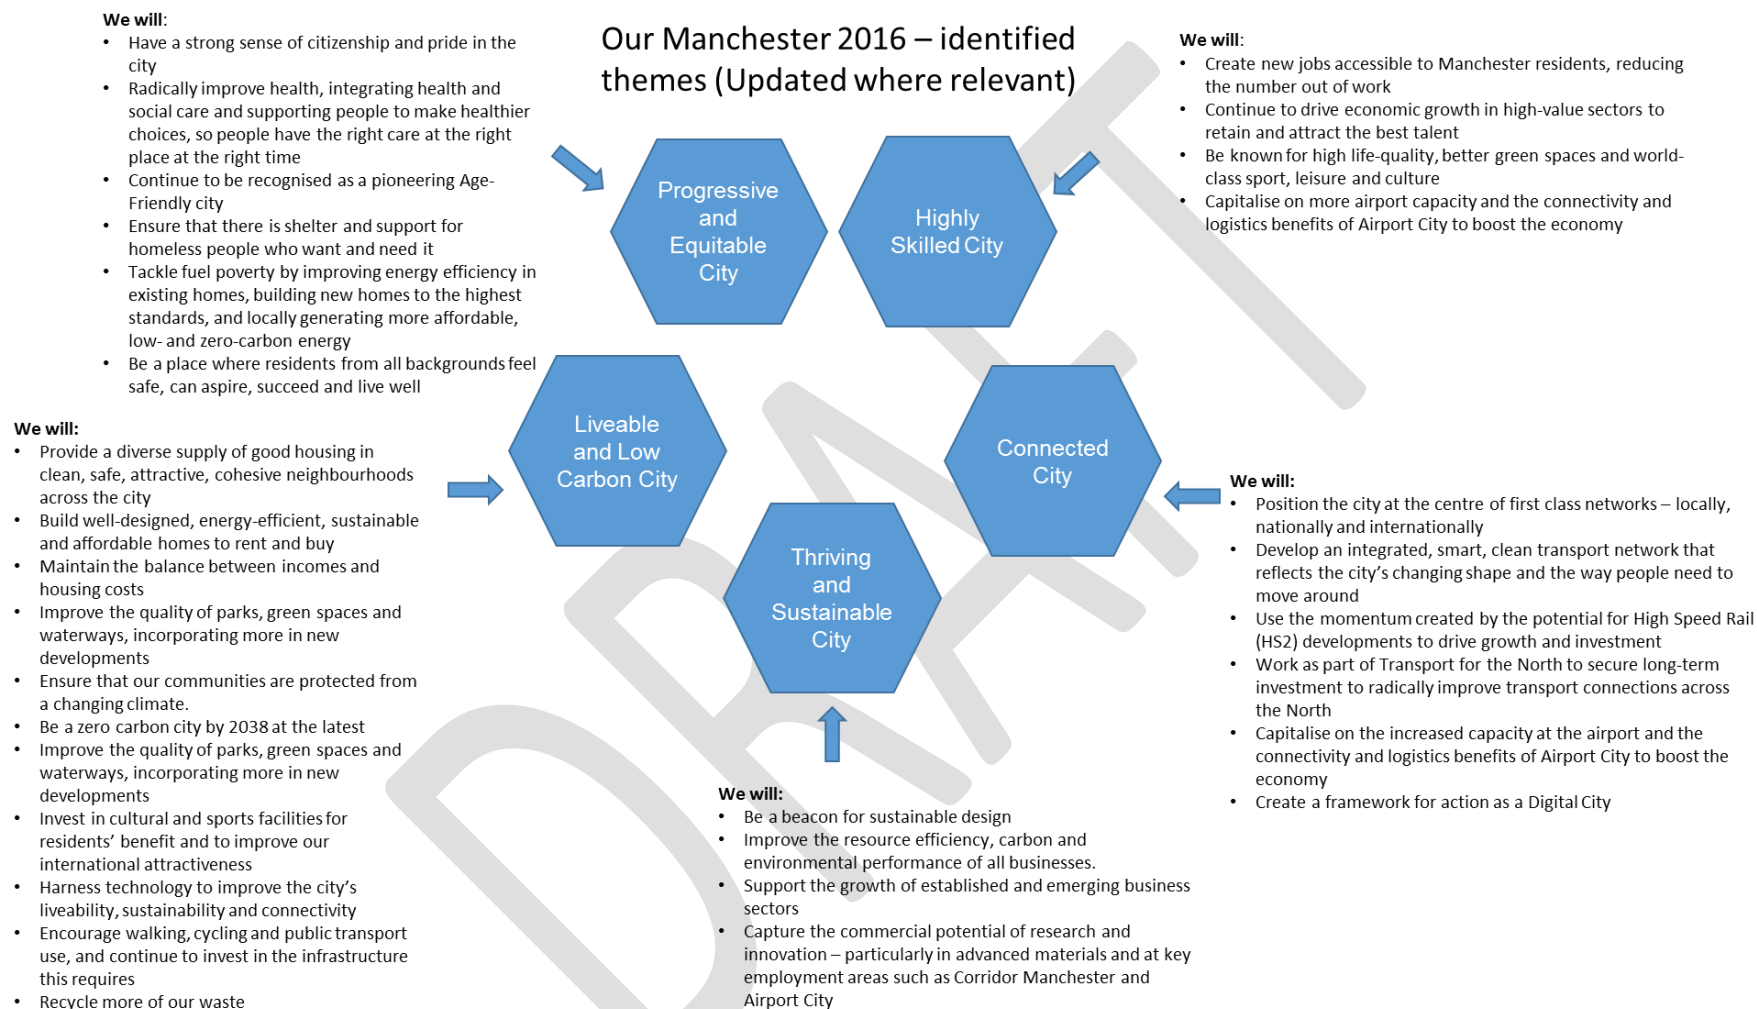 Our Manchester 2016 – identified
themes (Updated where relevant)
We will:
• Have a strong sense of citizenship and pride in the
city
• Radically improve health, integrating health and
social care and supporting people to make healthier
choices, so people have the right care at the right
place at the right time
• Continue to be recognised as a pioneering Age-
Friendly city
• Ensure that there is shelter and support for
homeless people who want and need it
• Tackle fuel poverty by improving energy efficiency in
existing homes, building new homes to the highest
standards, and locally generating more affordable,
low- and zero-carbon energy
• Be a place where residents from all backgrounds feel
safe, can aspire, succeed and live well
Progressive
and
Equitable
City
Highly
Skilled City
We will:
• Create new jobs accessible to Manchester residents, reducing
the number out of work
• Continue to drive economic growth in high-value sectors to
retain and attract the best talent
• Be known for high life-quality, better green spaces and world-
class sport, leisure and culture
• Capitalise on more airport capacity and the connectivity and
logistics benefits of Airport City to boost the economy
We will:
• Provide a diverse supply of good housing in
clean, safe, attractive, cohesive neighbourhoods
across the city
• Build well-designed, energy-efficient, sustainable
and affordable homes to rent and buy
• Maintain the balance between incomes and
housing costs
• Improve the quality of parks, green spaces and
waterways, incorporating more in new
developments
• Ensure that our communities are protected from
a changing climate.
• Be a zero carbon city by 2038 at the latest
• Improve the quality of parks, green spaces and
waterways, incorporating more in new
developments
• Invest in cultural and sports facilities for
residents’ benefit and to improve our
international attractiveness
• Harness technology to improve the city’s
liveability, sustainability and connectivity
• Encourage walking, cycling and public transport
use, and continue to invest in the infrastructure
this requires
• Recycle more of our waste
Liveable
and Low
Carbon City
Connected
City
Thriving
and
Sustainable
City
We will:
• Position the city at the centre of first class networks – locally,
nationally and internationally
• Develop an integrated, smart, clean transport network that
reflects the city’s changing shape and the way people need to
move around
• Use the momentum created by the potential for High Speed Rail
(HS2) developments to drive growth and investment
• Work as part of Transport for the North to secure long-term
investment to radically improve transport connections across
the North
• Capitalise on the increased capacity at the airport and the
connectivity and logistics benefits of Airport City to boost the
economy
• Create a framework for action as a Digital City
We will:
• Be a beacon for sustainable design
• Improve the resource efficiency, carbon and
environmental performance of all businesses.
• Support the growth of established and emerging business
sectors
• Capture the commercial potential of research and
innovation – particularly in advanced materials and at key
employment areas such as Corridor Manchester and
Airport City
DRAFT